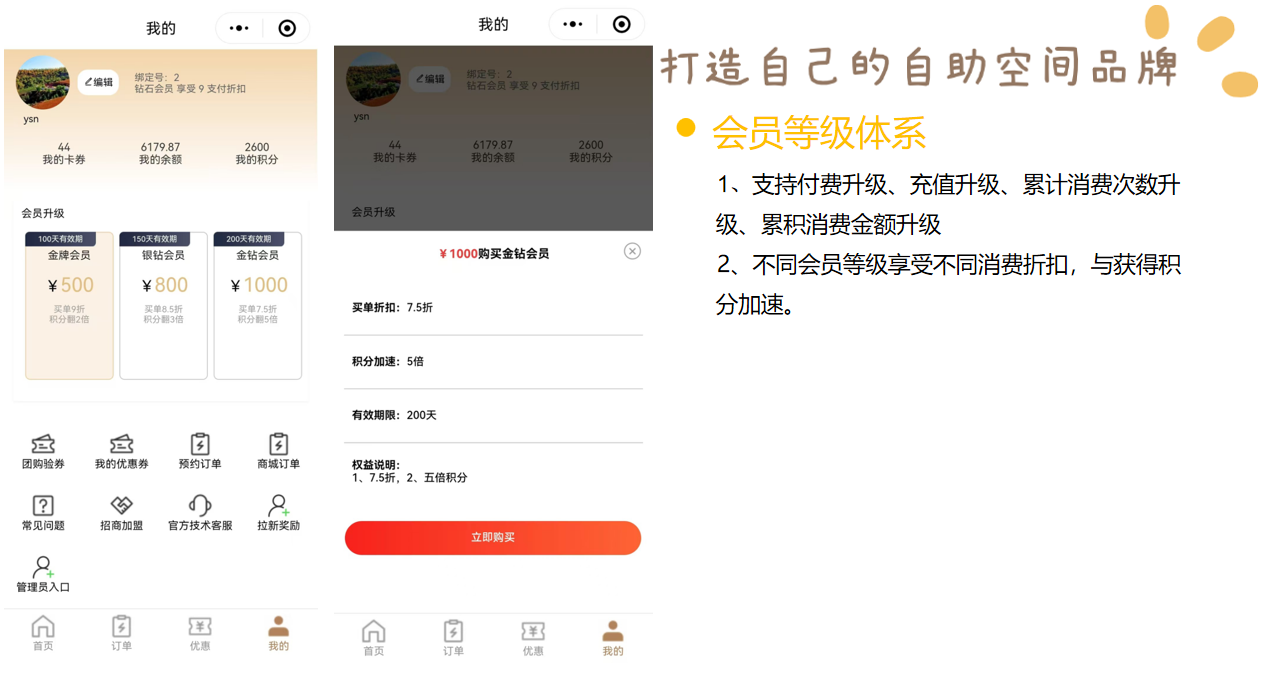 我的
编辑
绑定号：2
钻石会员 享受 9 支付折扣
ysn
44
我的卡券
6179.87
我的余额
2600
我的积分
会员升级
100天有效期
金牌会员
￥500
买单9折
积分翻2倍
150天有效期
银钻会员
￥800
买单8.5折
积分翻3倍
200天有效期
金钻会员
￥1000
买单7.5折
积分翻5倍
团购验券
我的优惠券
预约订单
商城订单
常见问题
招商加盟
官方技术客服
拉新奖励
管理员入口
首页
订单
优惠
我的
我的
编辑
绑定号：2
钻石会员 享受 9 支付折扣
ysn
44
我的卡券
6179.87
我的余额
2600
我的积分
会员升级
￥1000购买金钻会员
买单折扣：7.5折
积分加速：5倍
有效期限：200天
权益说明：
1、7.5折，2、五倍积分
立即购买
首页
订单
优惠
我的
打造自己的自助空间品牌
会员等级体系
1、支持付费升级、充值升级、累计消费次数升
级、累积消费金额升级
2、不同会员等级享受不同消费折扣，与获得积
分加速。